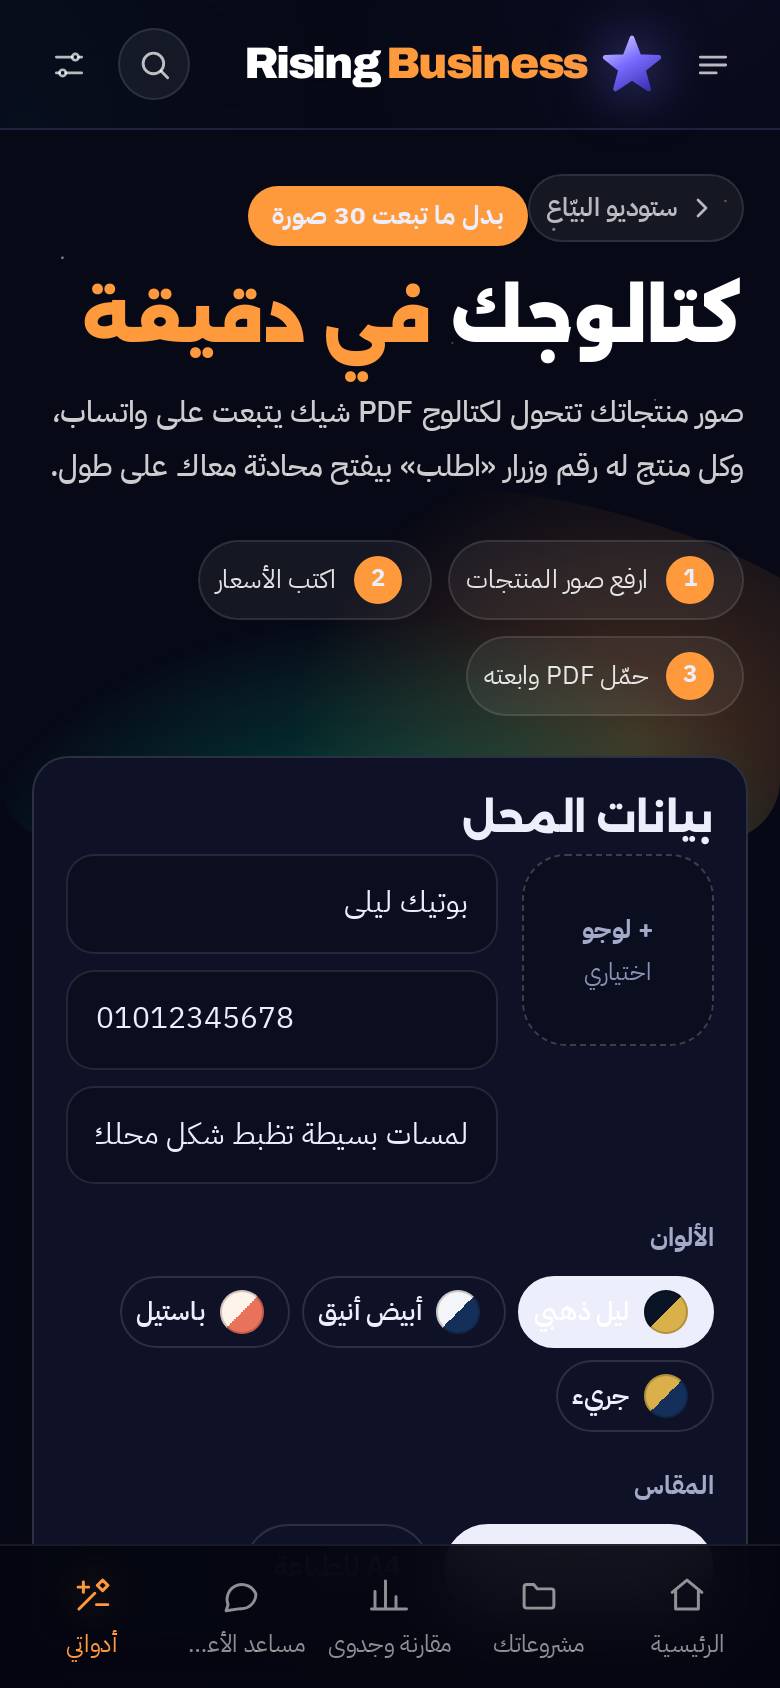 Rising Business
ستوديو البيّاع
بدل ما تبعت 30 صورة
كتالوجك في دقيقة
صور منتجاتك تتحول لكتالوج PDF شيك يتبعت على واتساب،
وكل منتج له رقم وزرار «اطلب» بيفتح محادثة معاك على طول.
1 ارفع صور المنتجات
2 اكتب الأسعار
3 حمّل PDF وابعته
بيانات المحل
+ لوجو
اختياري
بوتيك ليلى
01012345678
لمسات بسيطة تظبط شكل محلك
الألوان
ليل ذهبي
أبيض أنيق
باستيل
جريء
المقاس
A4 للطباعة
الرئيسية
مشروعاتك
مقارنة وجدوى
مساعد الأع...
أدواتي